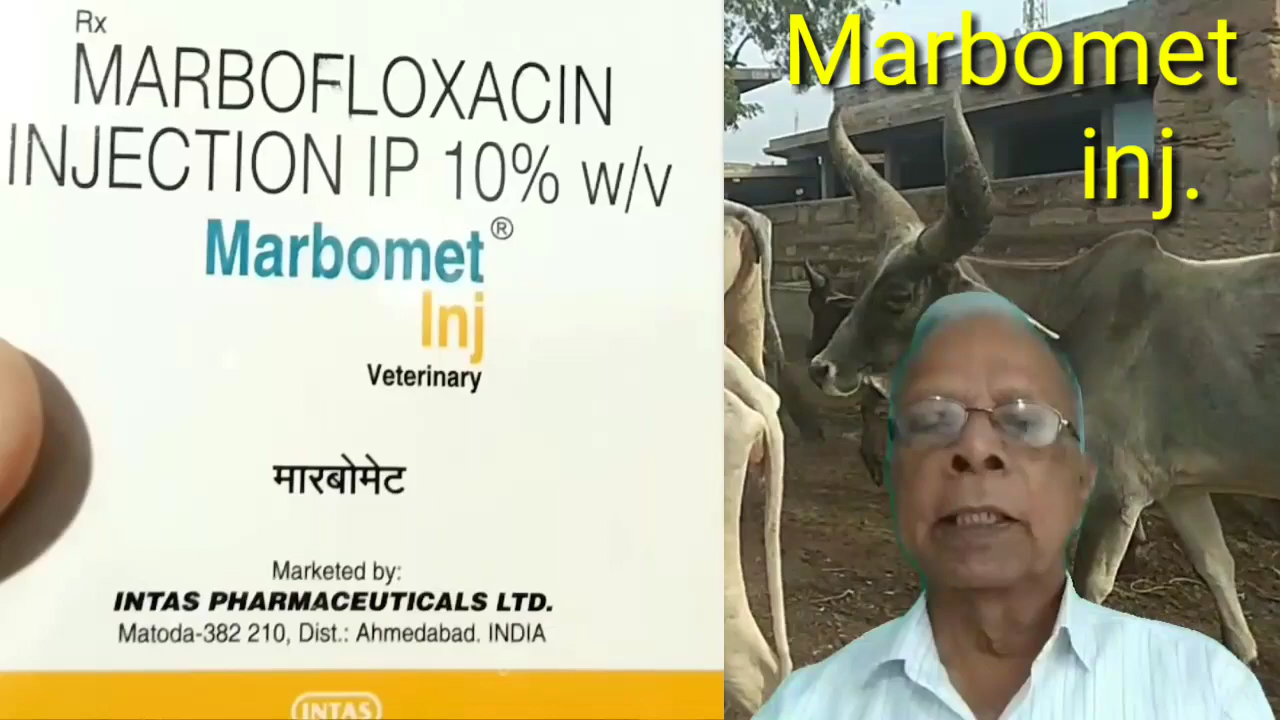 Rx
MARBOFLOXACIN
INJECTION IP 10% w/v
Marbomet®
Inj
Veterinary
मारबोमेट
Marketed by:
INTAS PHARMACEUTICALS LTD.
Matoda-382 210, Dist.: Ahmedabad. INDIA
INTAS
Marbomet
inj.